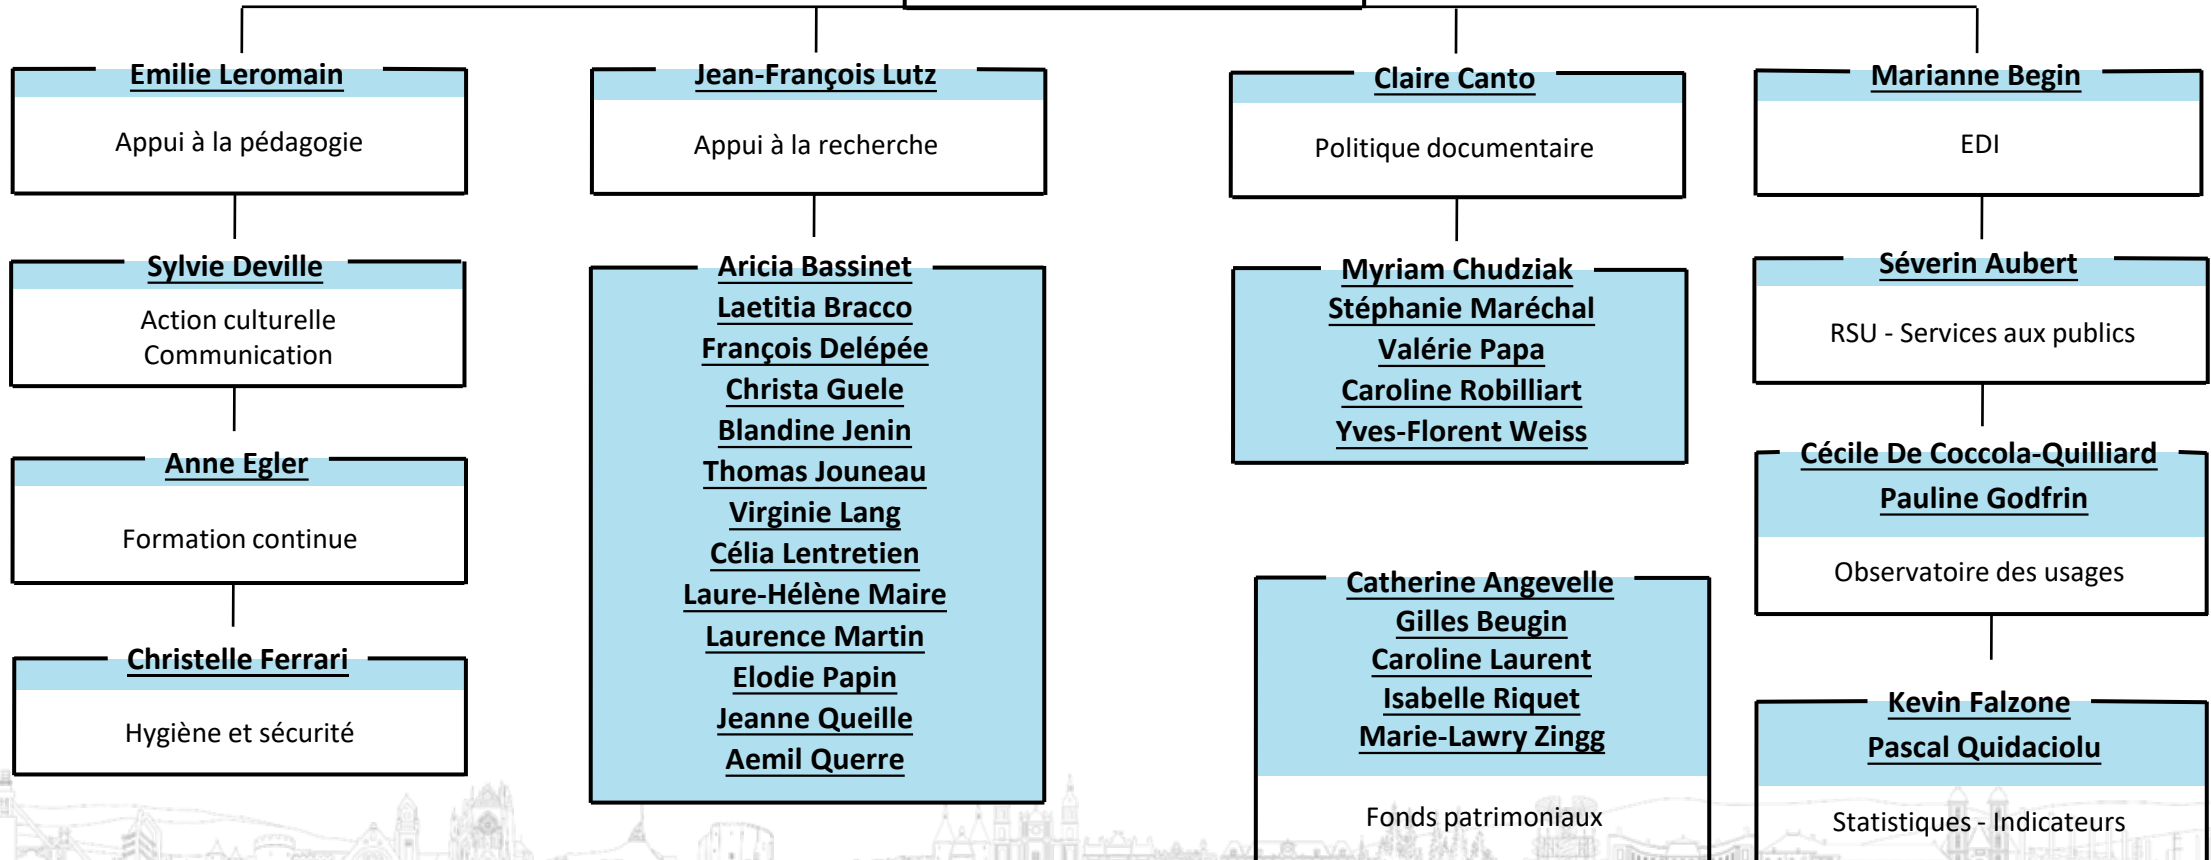 Emilie Leromain
Appui à la pédagogie
Sylvie Deville
Action culturelle
Communication
Anne Egler
Formation continue
Christelle Ferrari
Hygiène et sécurité
Jean-François Lutz
Appui à la recherche
Aricia Bassinet
Laetitia Bracco
François Delépée
Christa Guele
Blandine Jenin
Thomas Jouneau
Virginie Lang
Célia Lentretien
Laure-Hélène Maire
Laurence Martin
Elodie Papin
Jeanne Queille
Aemil Querre
Claire Canto
Politique documentaire
Myriam Chudziak
Stéphanie Maréchal
Valérie Papa
Caroline Robilliart
Yves-Florent Weiss
Catherine Angevelle
Gilles Beugin
Caroline Laurent
Isabelle Riquet
Marie-Lawry Zingg
Fonds patrimoniaux
Marianne Begin
EDI
Séverin Aubert
RSU - Services aux publics
Cécile De Coccola-Quilliard
Pauline Godfrin
Observatoire des usages
Kevin Falzone
Pascal Quidaciolu
Statistiques - Indicateurs